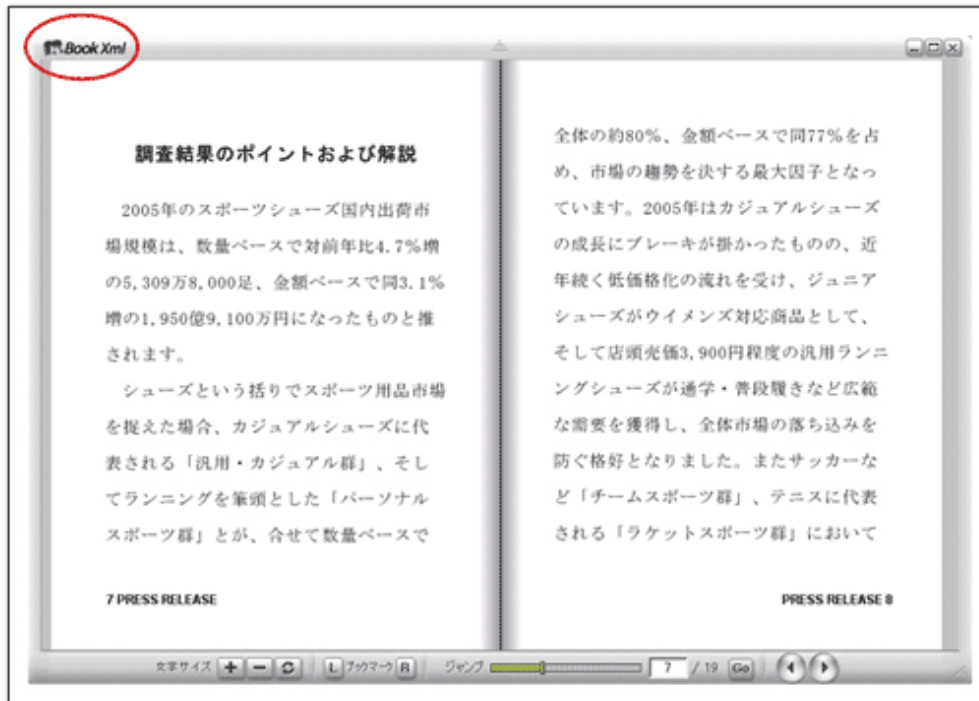 Book Xml
調査結果のポイントおよび解説
2005年のスポーツシューズ国内出荷市
場規模は、数量ベースで対前年比4.7%増
の5,309万8,000足、金額ベースで同3.1%
増の1,950億9,100万円になったものと推
されます。
シューズという括りでスポーツ用品市場
を捉えた場合、カジュアルシューズに代
表される「汎用・カジュアル群」、そし
てランニングを筆頭とした「パーソナル
スポーツ群」とが、合せて数量ベースで
7 PRESS RELEASE
全体の約80%、金額ベースで同77%を占
め、市場の趨勢を決する最大因子となっ
ています。2005年はカジュアルシューズ
の成長にブレーキが掛かったものの、近
年続く低価格化の流れを受け、ジュニア
シューズがウイメンズ対応商品として、
そして店頭売価3,900円程度の汎用ランニ
ングシューズが通学・普段履きなど広範
な需要を獲得し、全体市場の落ち込みを
防ぐ格好となりました。またサッカーな
ど「チームスポーツ群」、テニスに代表
される「ラケットスポーツ群」において
PRESS RELEASE 8
文字サイズ + − L ブックマーク R ジャンプ 7 / 19 Go